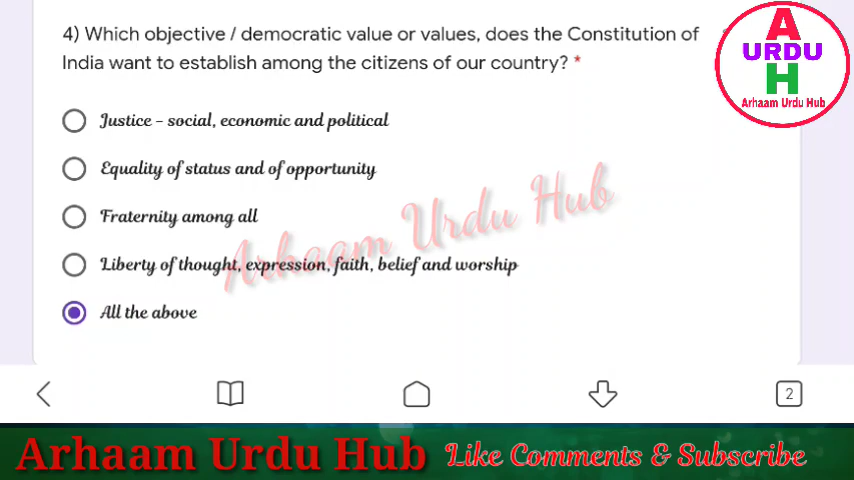 4) Which objective / democratic value or values, does the Constitution of
India want to establish among the citizens of our country? *
Justice – social, economic and political
Equality of status and of opportunity
Fraternity among all
Liberty of thought, expression, faith, belief and worship
All the above
Arhaam Urdu Hub
A
URDU
H
Arhaam Urdu Hub
2
Arhaam Urdu Hub Like Comments & Subscribe